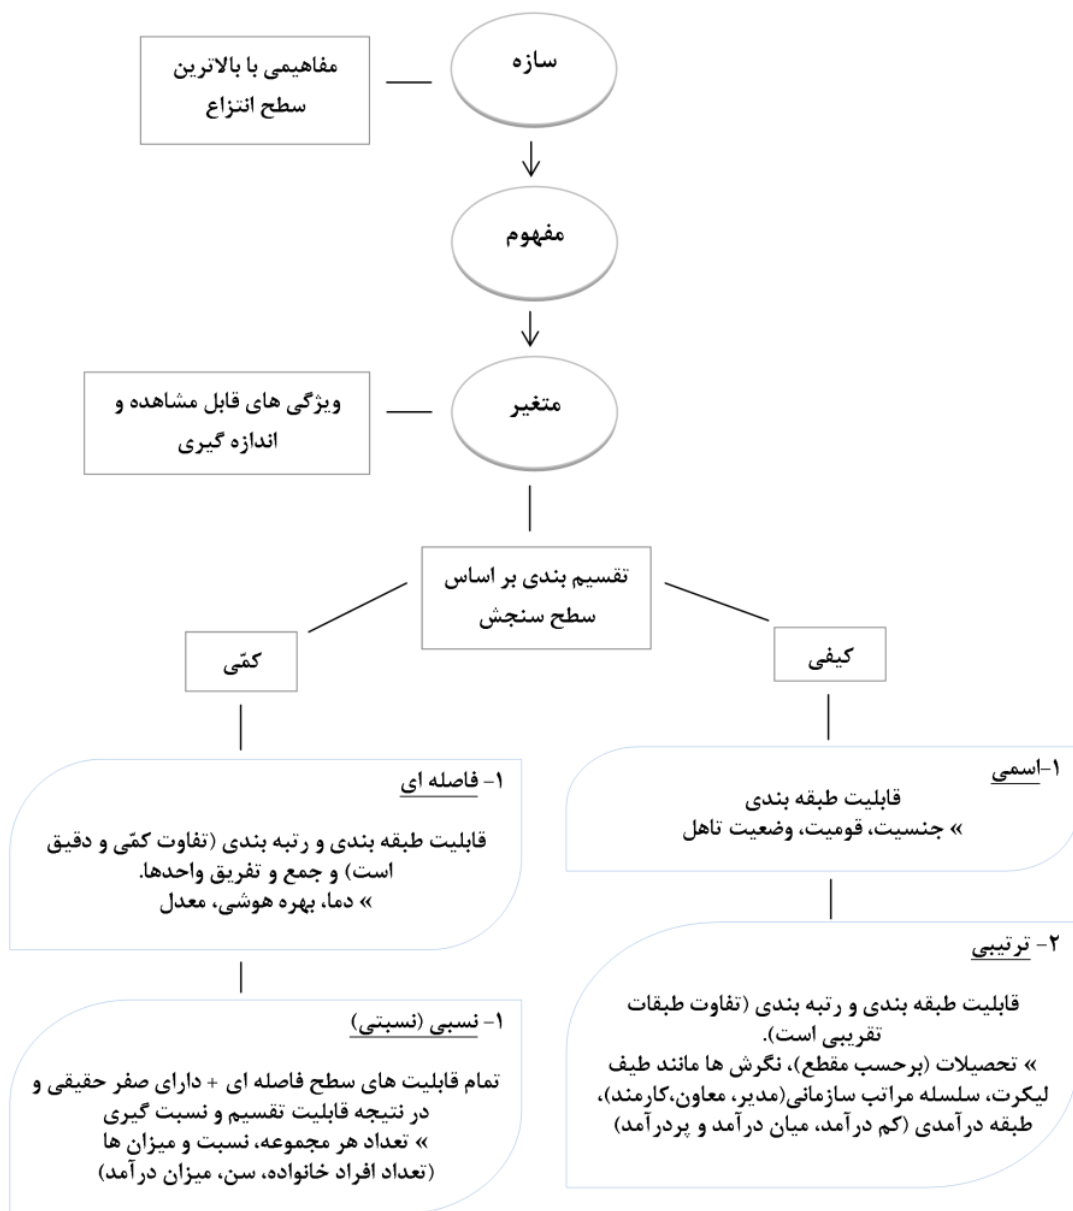 سازه
مفاهیمی با بالاترین
سطح انتزاع
مفهوم
متغیر
ویژگی های قابل مشاهده و
اندازه گیری
تقسیم بندی بر اساس
سطح سنجش
کیفی
کمّی
۱-اسمی
قابلیت طبقه بندی
» جنسیت، قومیت، وضعیت تاهل
۲- ترتیبی
قابلیت طبقه بندی و رتبه بندی (تفاوت طبقات
تقریبی است).
» تحصیلات (برحسب مقطع)، نگرش ها مانند طیف
لیکرت، سلسله مراتب سازمانی(مدیر، معاون،کارمند)،
طبقه درآمدی (کم درآمد، میان درآمد و پردرآمد)
۱- فاصله ای
قابلیت طبقه بندی و رتبه بندی (تفاوت کمّی و دقیق
است) و جمع و تفریق واحدها.
» دما، بهره هوشی، معدل
۱- نسبی (نسبتی)
تمام قابلیت های سطح فاصله ای + دارای صفر حقیقی و
در نتیجه قابلیت تقسیم و نسبت گیری
» تعداد هر مجموعه، نسبت و میزان ها
(تعداد افراد خانواده، سن، میزان درآمد)